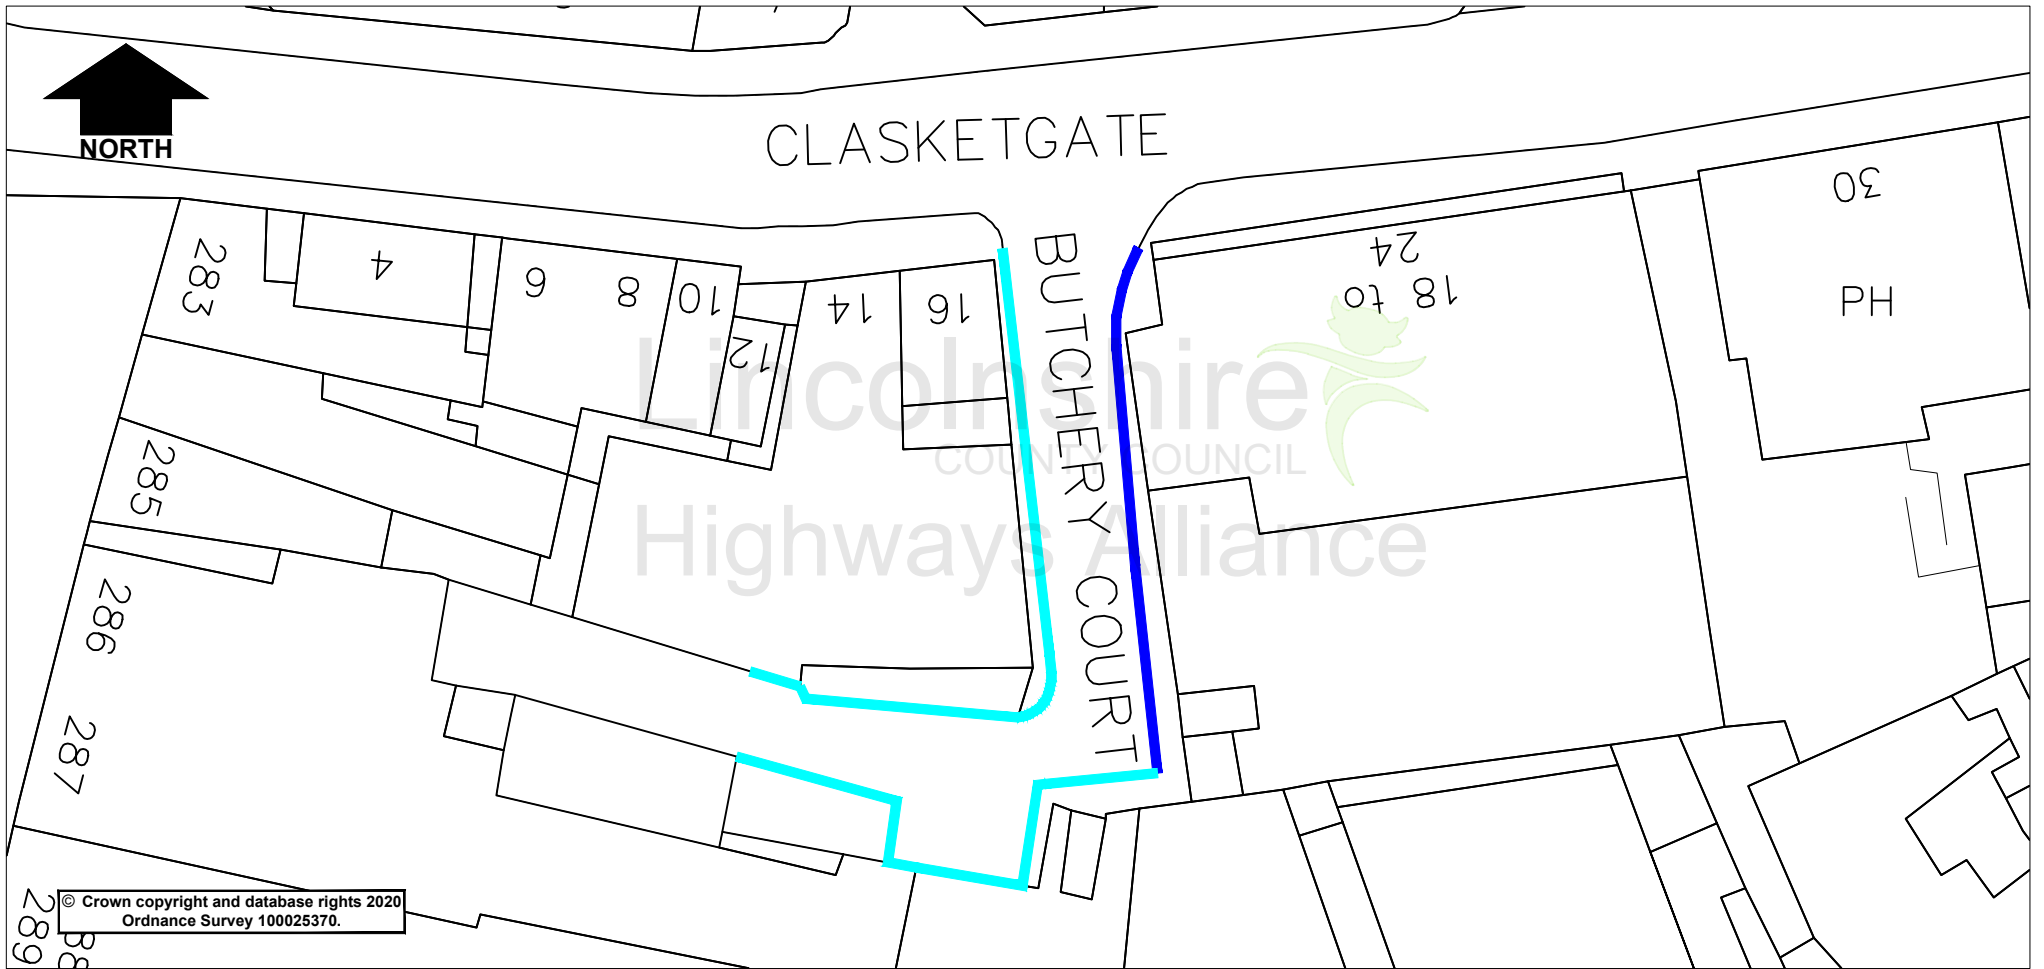 CLASKETGATE
NORTH
30
283
4
6
8
10
12
14
16
BUTCHERY COURT
18 to
24
PH
Lincolnshire
COUNTY COUNCIL
Highways Alliance
285
286
287
289
© Crown copyright and database rights 2020
Ordnance Survey 100025370.